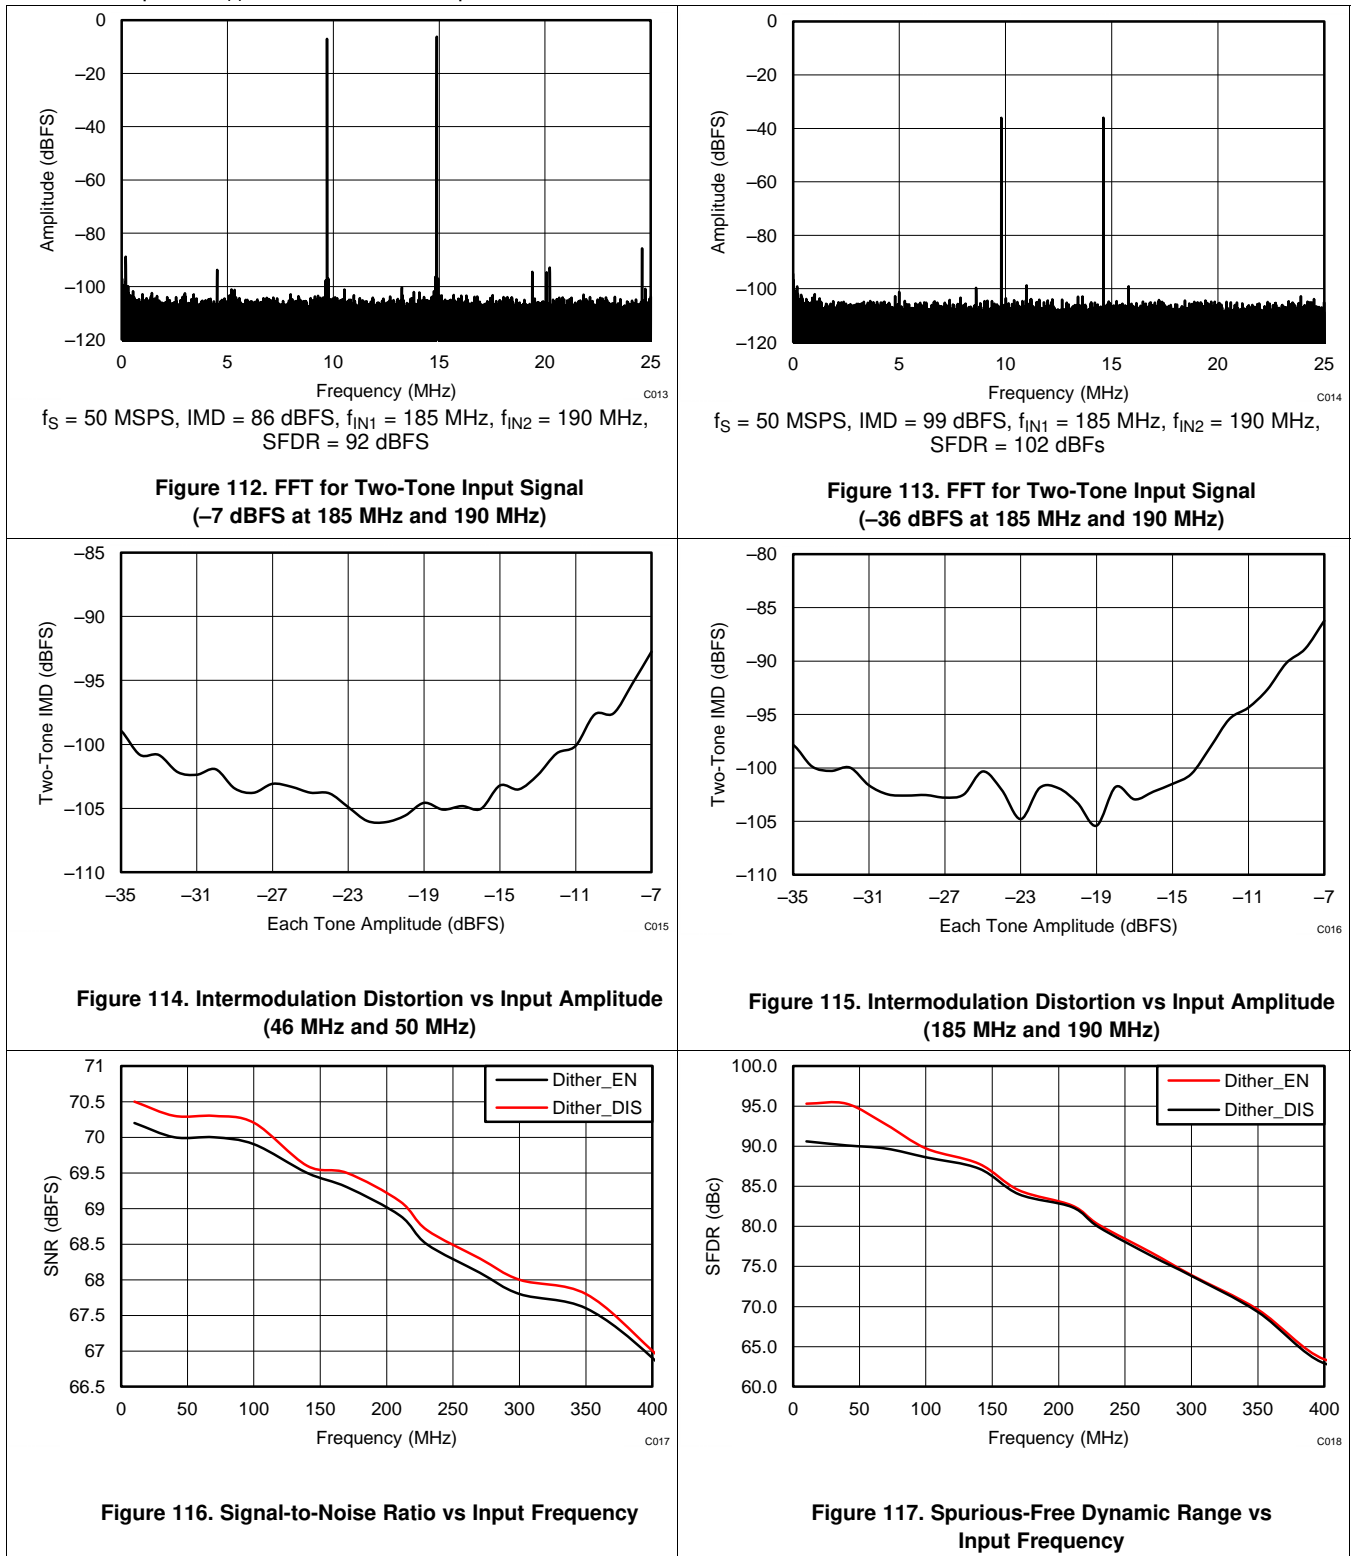 0
–20
–40
–60
–80
–100
–120
Amplitude (dBFS)
0 5 10 15 20 25
Frequency (MHz)
C013
f_S = 50 MSPS, IMD = 86 dBFS, f_IN1 = 185 MHz, f_IN2 = 190 MHz,
SFDR = 92 dBFS
Figure 112. FFT for Two-Tone Input Signal
(–7 dBFS at 185 MHz and 190 MHz)
0
–20
–40
–60
–80
–100
–120
Amplitude (dBFS)
0 5 10 15 20 25
Frequency (MHz)
C014
f_S = 50 MSPS, IMD = 99 dBFS, f_IN1 = 185 MHz, f_IN2 = 190 MHz,
SFDR = 102 dBFs
Figure 113. FFT for Two-Tone Input Signal
(–36 dBFS at 185 MHz and 190 MHz)
–85
–90
–95
–100
–105
–110
Two-Tone IMD (dBFS)
–35 –31 –27 –23 –19 –15 –11 –7
Each Tone Amplitude (dBFS)
C015
Figure 114. Intermodulation Distortion vs Input Amplitude
(46 MHz and 50 MHz)
–80
–85
–90
–95
–100
–105
–110
Two-Tone IMD (dBFS)
–35 –31 –27 –23 –19 –15 –11 –7
Each Tone Amplitude (dBFS)
C016
Figure 115. Intermodulation Distortion vs Input Amplitude
(185 MHz and 190 MHz)
71
70.5
70
69.5
69
68.5
68
67.5
67
66.5
SNR (dBFS)
Dither_EN
Dither_DIS
0 50 100 150 200 250 300 350 400
Frequency (MHz)
C017
Figure 116. Signal-to-Noise Ratio vs Input Frequency
100.0
95.0
90.0
85.0
80.0
75.0
70.0
65.0
60.0
SFDR (dBc)
Dither_EN
Dither_DIS
0 50 100 150 200 250 300 350 400
Frequency (MHz)
C018
Figure 117. Spurious-Free Dynamic Range vs
Input Frequency